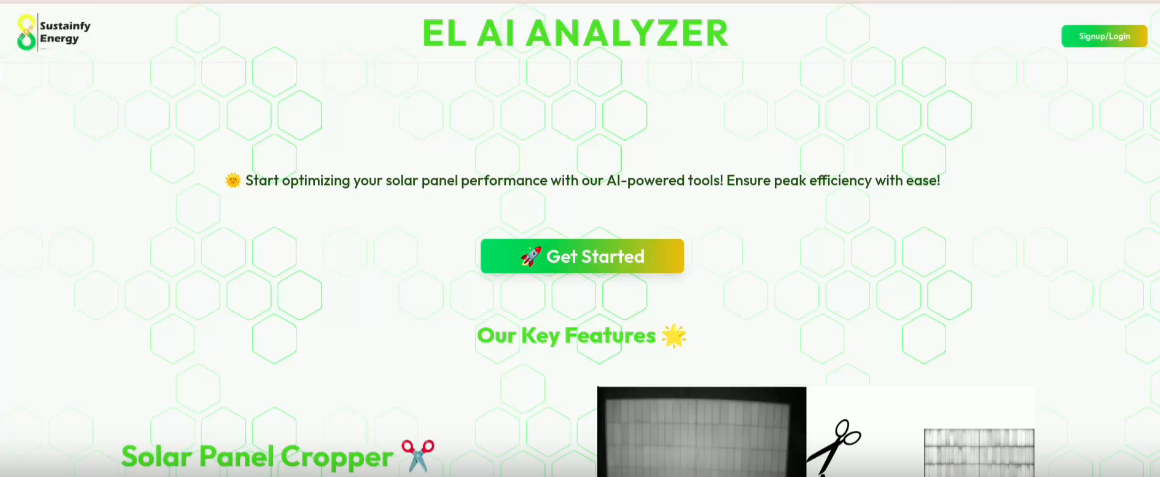 Sustainfy
Energy
EL AI ANALYZER
Signup/Login
🌞 Start optimizing your solar panel performance with our AI-powered tools! Ensure peak efficiency with ease!
🚀 Get Started
Our Key Features 🌟
Solar Panel Cropper ✂️